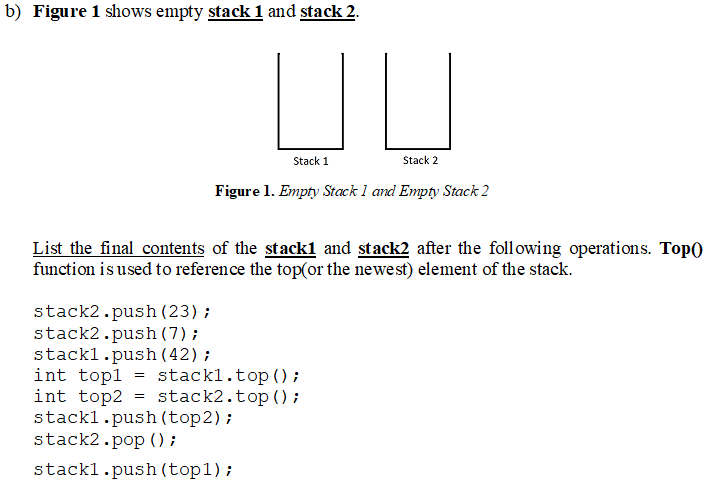 b) Figure 1 shows empty stack 1 and stack 2.
Stack 1 Stack 2
Figure 1. Empty Stack 1 and Empty Stack 2
List the final contents of the stack1 and stack2 after the following operations. Top()
function is used to reference the top(or the newest) element of the stack.
stack2.push(23);
stack2.push(7);
stack1.push(42);
int top1 = stack1.top();
int top2 = stack2.top();
stack1.push(top2);
stack2.pop();
stack1.push(top1);